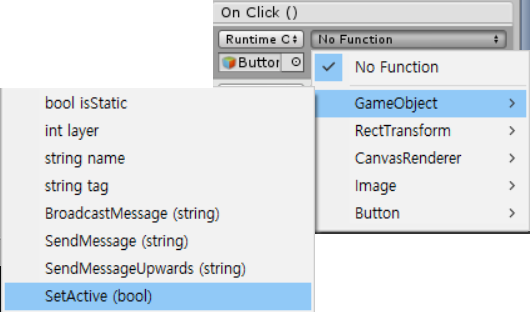 On Click ()
Runtime C
No Function
Button
No Function
GameObject
RectTransform
CanvasRenderer
Image
Button
bool isStatic
int layer
string name
string tag
BroadcastMessage (string)
SendMessage (string)
SendMessageUpwards (string)
SetActive (bool)